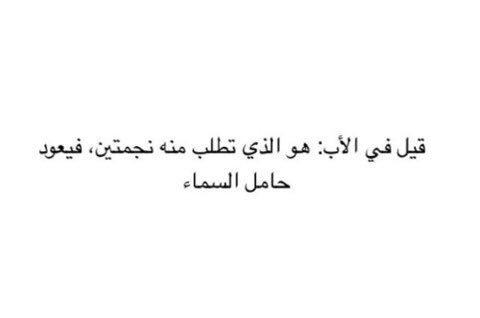 قيل في الأب: هو الذي تطلب منه نجمتين، فيعود
حامل السماء